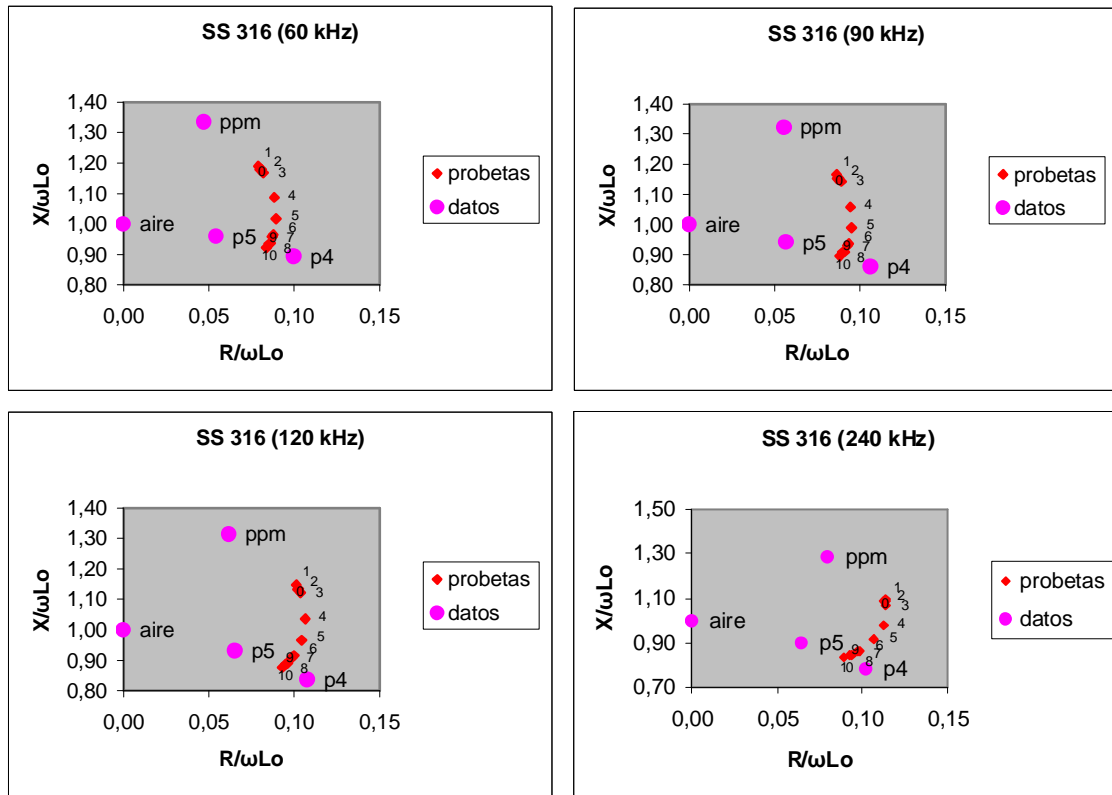 SS 316 (60 kHz)
X/ωLo
1,40
1,30
1,20
1,10
1,00
0,90
0,80
ppm
aire
p5
p4
1
2
0
3
4
5
6
9
7
8
10
0,00 0,05 0,10 0,15
R/ωLo
probetas
datos
SS 316 (90 kHz)
X/ωLo
1,40
1,30
1,20
1,10
1,00
0,90
0,80
ppm
aire
p5
p4
1
2
0
3
4
5
6
9
7
8
10
0,00 0,05 0,10 0,15
R/ωLo
probetas
datos
SS 316 (120 kHz)
X/ωLo
1,40
1,30
1,20
1,10
1,00
0,90
0,80
ppm
aire
p5
p4
1
2
0
3
4
5
6
9
7
8
10
0,00 0,05 0,10 0,15
R/ωLo
probetas
datos
SS 316 (240 kHz)
X/ωLo
1,50
1,30
1,10
0,90
0,70
ppm
aire
p5
p4
1
2
0
3
4
5
6
9
7
8
10
0,00 0,05 0,10 0,15
R/ωLo
probetas
datos